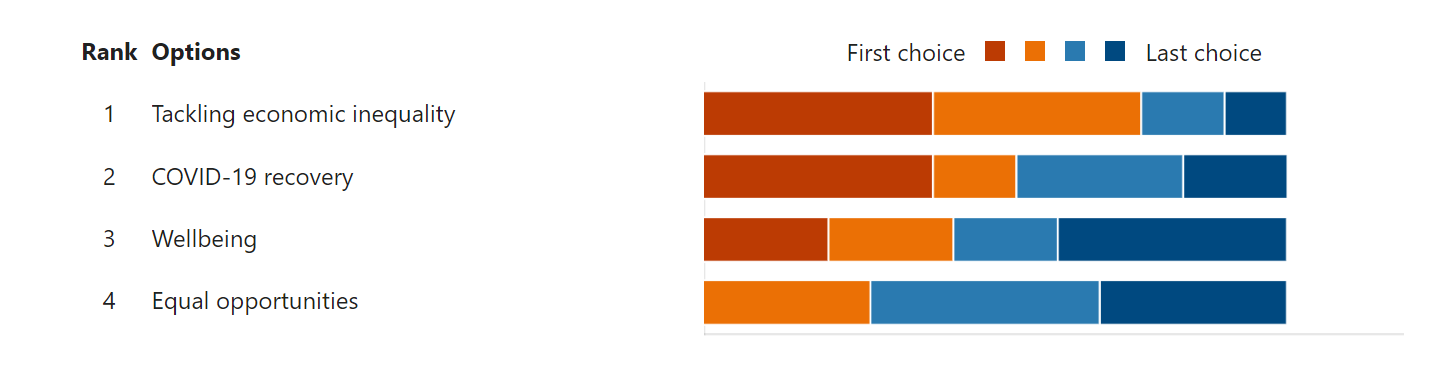 Rank Options First choice Last choice
1 Tackling economic inequality
2 COVID-19 recovery
3 Wellbeing
4 Equal opportunities